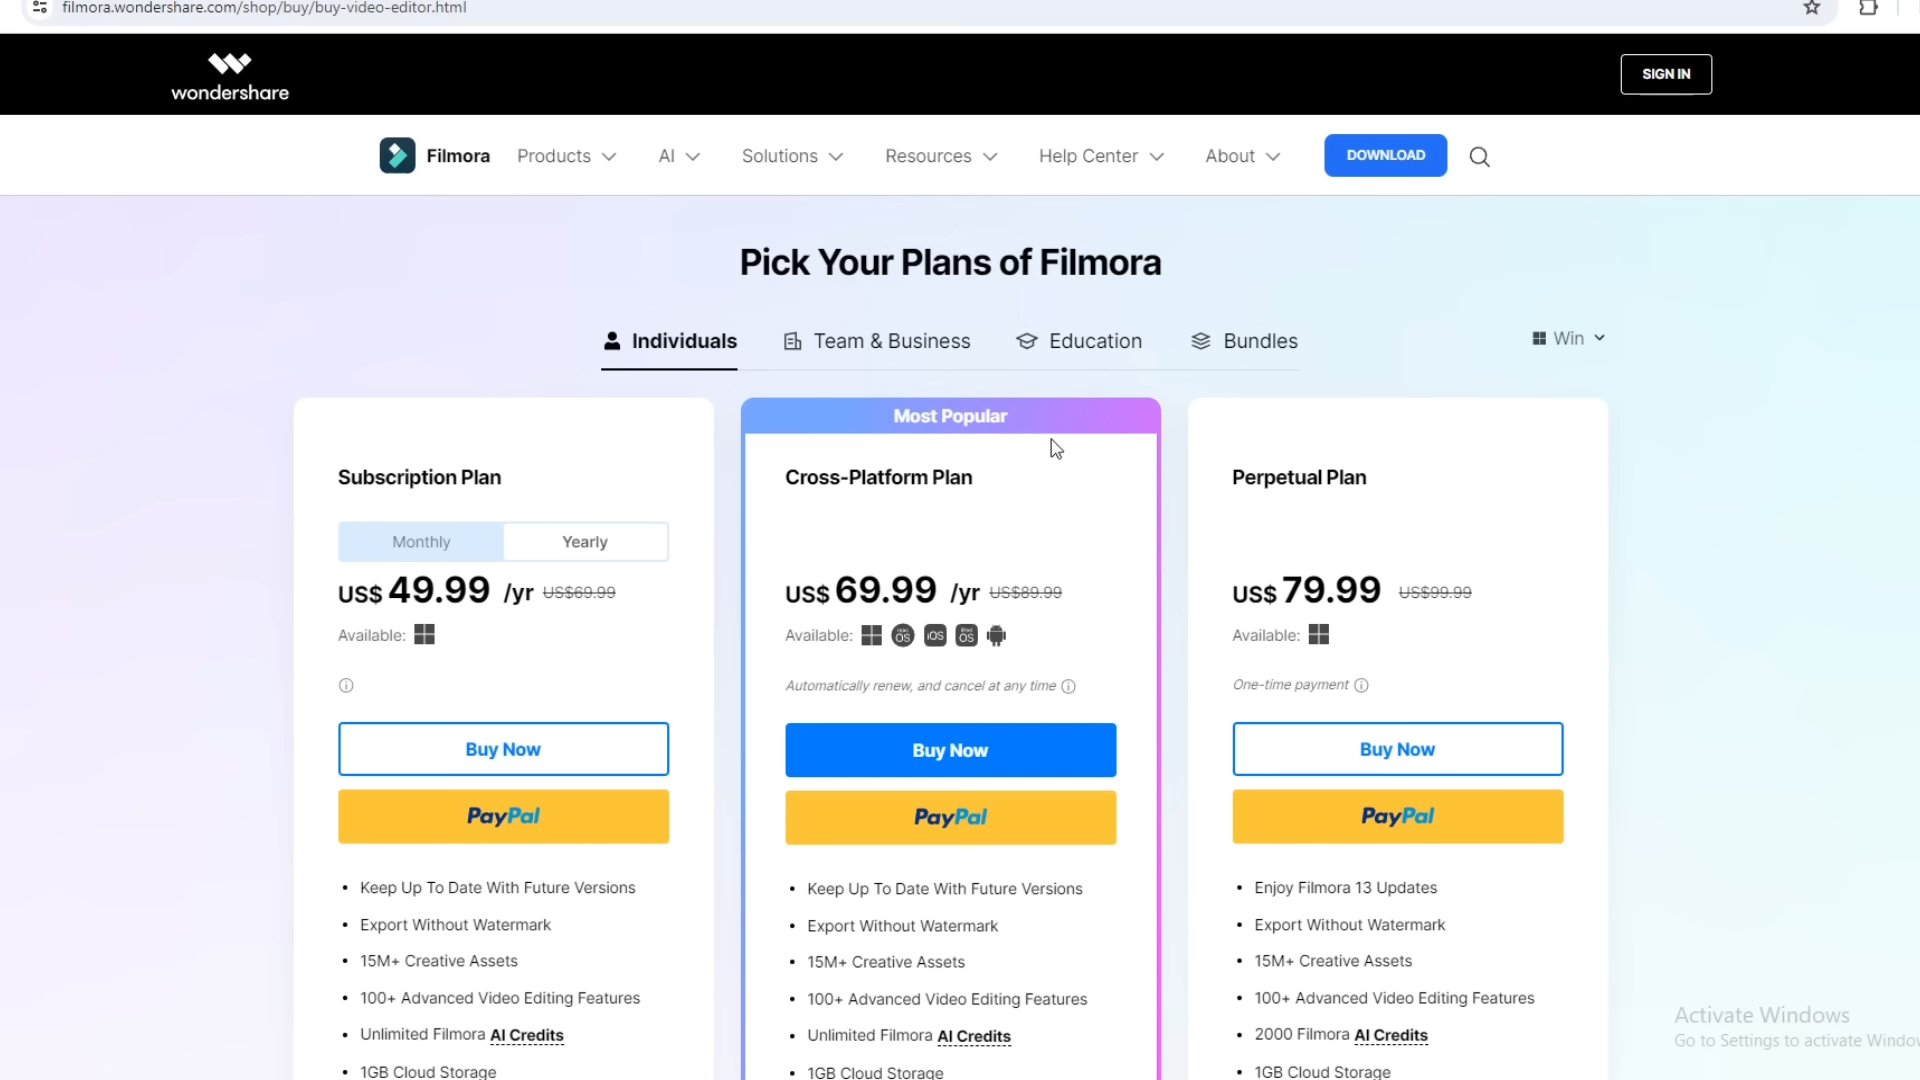 filmora.wondershare.com/shop/buy/buy-video-editor.html
wondershare
SIGN IN
Filmora Products AI Solutions Resources Help Center About DOWNLOAD
Pick Your Plans of Filmora
Individuals Team & Business Education Bundles Win
Most Popular
Subscription Plan
Monthly Yearly
US$ 49.99 /yr US$69.99
Available:
Buy Now
PayPal
• Keep Up To Date With Future Versions
• Export Without Watermark
• 15M+ Creative Assets
• 100+ Advanced Video Editing Features
• Unlimited Filmora AI Credits
• 1GB Cloud Storage
Cross-Platform Plan
US$ 69.99 /yr US$89.99
Available: OS iOS OS
Automatically renew, and cancel at any time
Buy Now
PayPal
• Keep Up To Date With Future Versions
• Export Without Watermark
• 15M+ Creative Assets
• 100+ Advanced Video Editing Features
• Unlimited Filmora AI Credits
• 1GB Cloud Storage
Perpetual Plan
US$ 79.99 US$99.99
Available:
One-time payment
Buy Now
PayPal
• Enjoy Filmora 13 Updates
• Export Without Watermark
• 15M+ Creative Assets
• 100+ Advanced Video Editing Features
• 2000 Filmora AI Credits
• 1GB Cloud Storage
Activate Windows
Go to Settings to activate Window